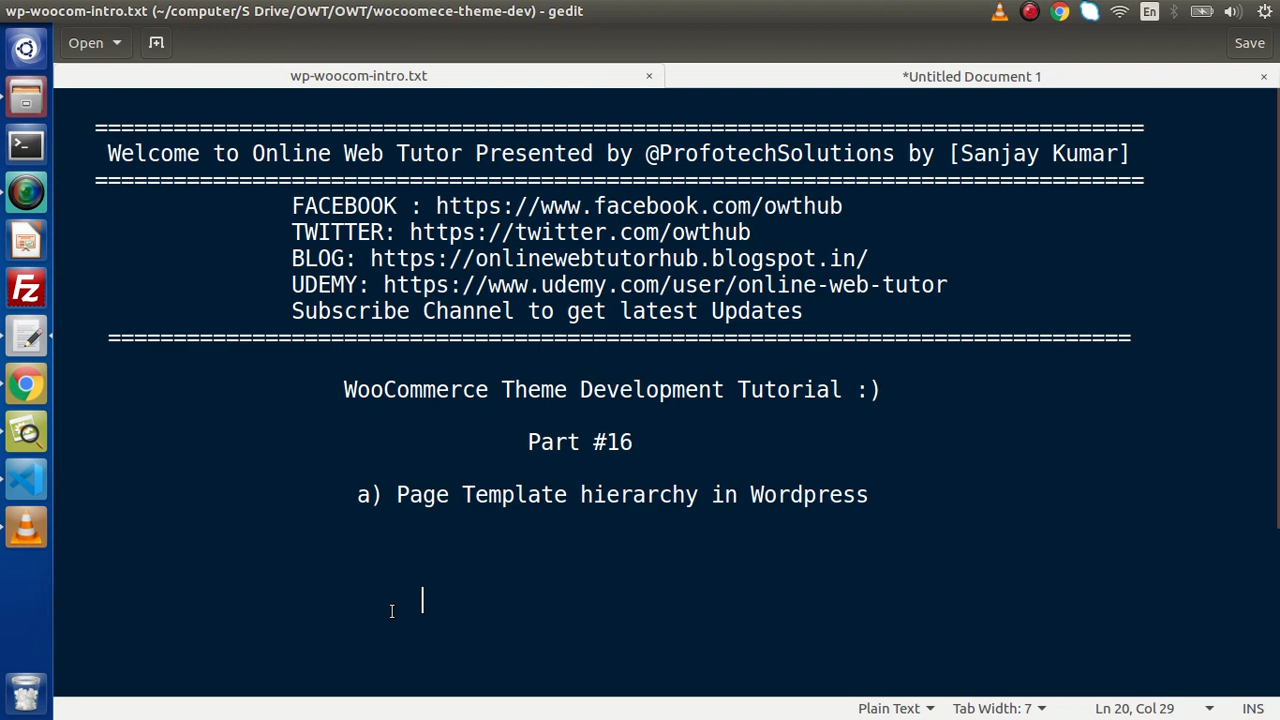 wp-woocom-intro.txt (~/computer/S Drive/OWT/OWT/wocoomece-theme-dev) - gedit
En
Open
Save
wp-woocom-intro.txt ×
*Untitled Document 1 ×
================================================================================
Welcome to Online Web Tutor Presented by @ProfotechSolutions by [Sanjay Kumar]
================================================================================
FACEBOOK : https://www.facebook.com/owthub
TWITTER: https://twitter.com/owthub
BLOG: https://onlinewebtutorhub.blogspot.in/
UDEMY: https://www.udemy.com/user/online-web-tutor
Subscribe Channel to get latest Updates
==============================================================================
WooCommerce Theme Development Tutorial :)
Part #16
a) Page Template hierarchy in Wordpress
Fz
Plain Text Tab Width: 7 Ln 20, Col 29 INS